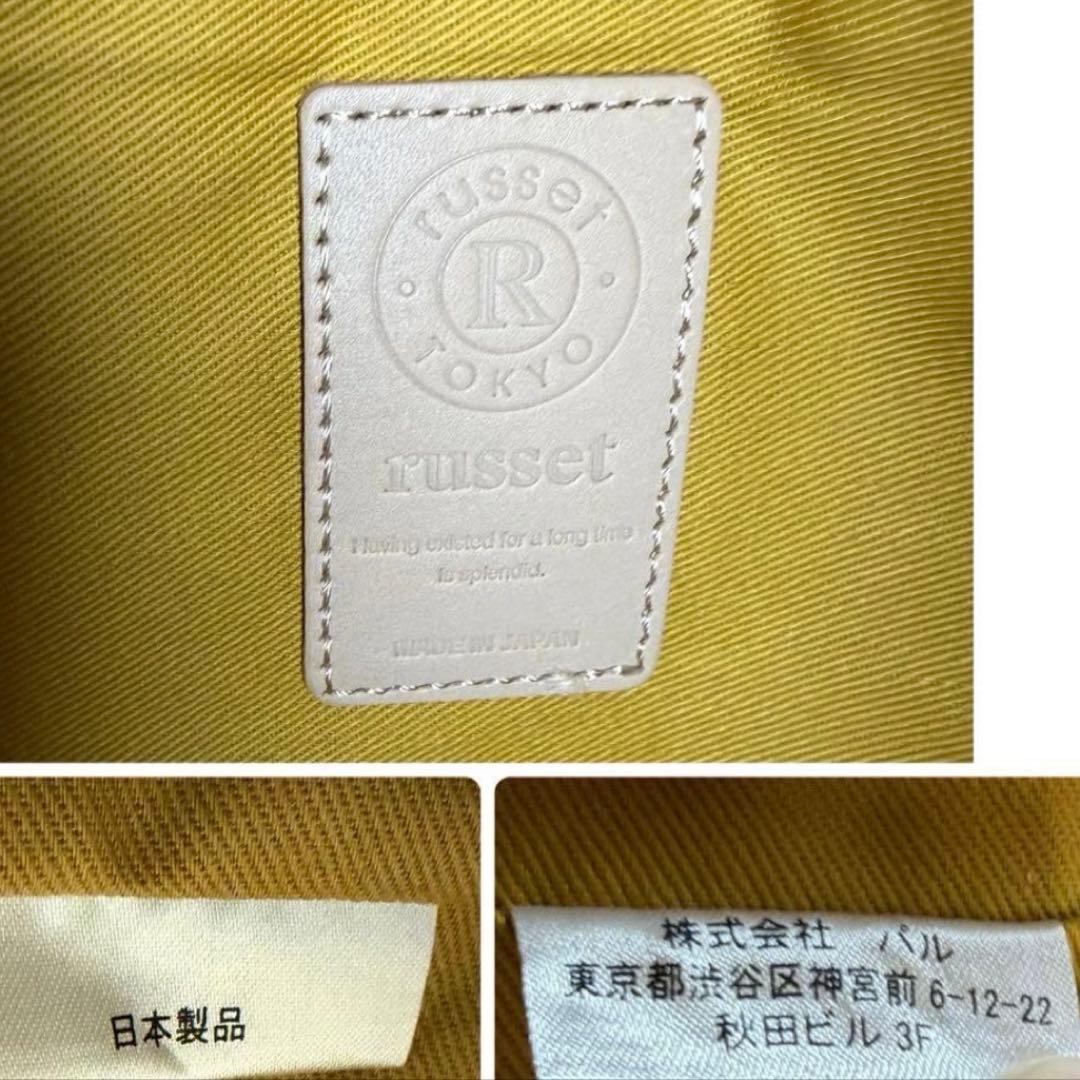 russet
R
TOKYO
russet
Having existed for a long time
is splendid.
MADE IN JAPAN
日本製品
株式会社 パル
東京都渋谷区神宮前 6-12-22
秋田ビル 3F